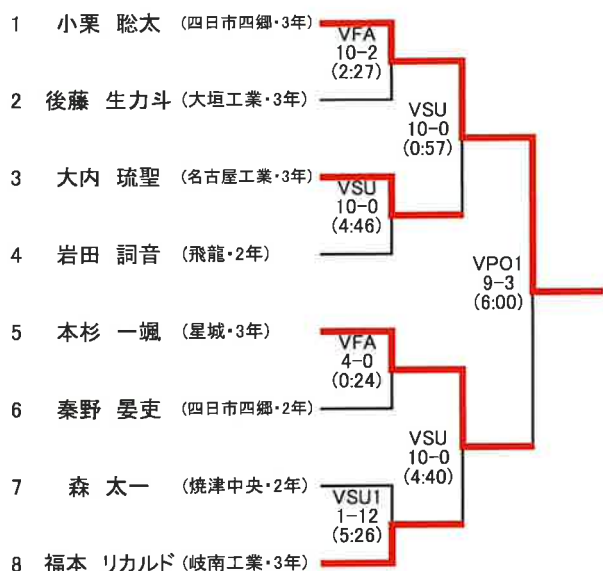 1 小栗 聡太 (四日市四郷・3年)
VFA
10-2
(2:27)
2 後藤 生力斗 (大垣工業・3年)
VSU
10-0
(0:57)
3 大内 琉聖 (名古屋工業・3年)
VSU
10-0
(4:46)
4 岩田 詞音 (飛龍・2年)
VPO1
9-3
(6:00)
5 本杉 一颯 (星城・3年)
VFA
4-0
(0:24)
6 秦野 晏吏 (四日市四郷・2年)
VSU
10-0
(4:40)
7 森 太一 (焼津中央・2年)
VSU1
1-12
(5:26)
8 福本 リカルド (岐南工業・3年)